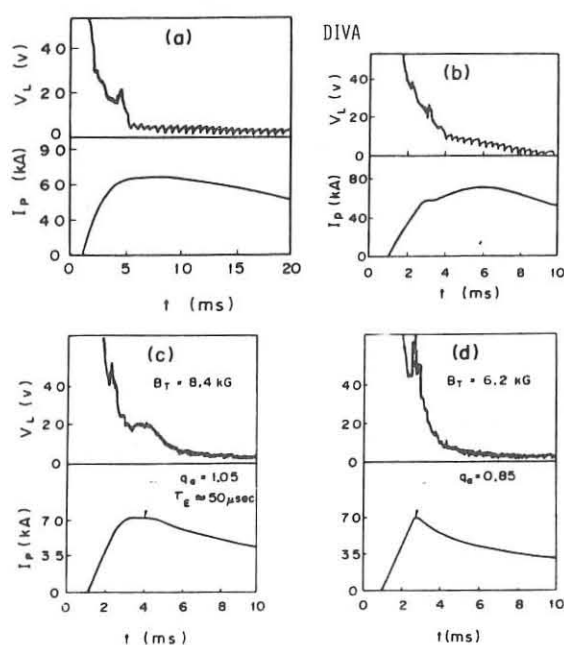 DIVA
(a)
V_L (v)
60
40
20
0
I_P (kA)
90
60
30
0
0 5 10 15 20
t (ms)
(b)
V_L (v)
40
20
0
I_P (kA)
80
40
0
0 2 4 6 8 10
t (ms)
(c)
B_T = 8.4 kG
V_L (v)
40
20
0
q_a = 1.05
τ_E ≈ 50 μsec
I_P (kA)
70
35
0
0 2 4 6 8 10
t (ms)
(d)
B_T = 6.2 kG
V_L (v)
40
20
0
q_a = 0.85
I_P (kA)
70
35
0
0 2 4 6 8 10
t(ms)